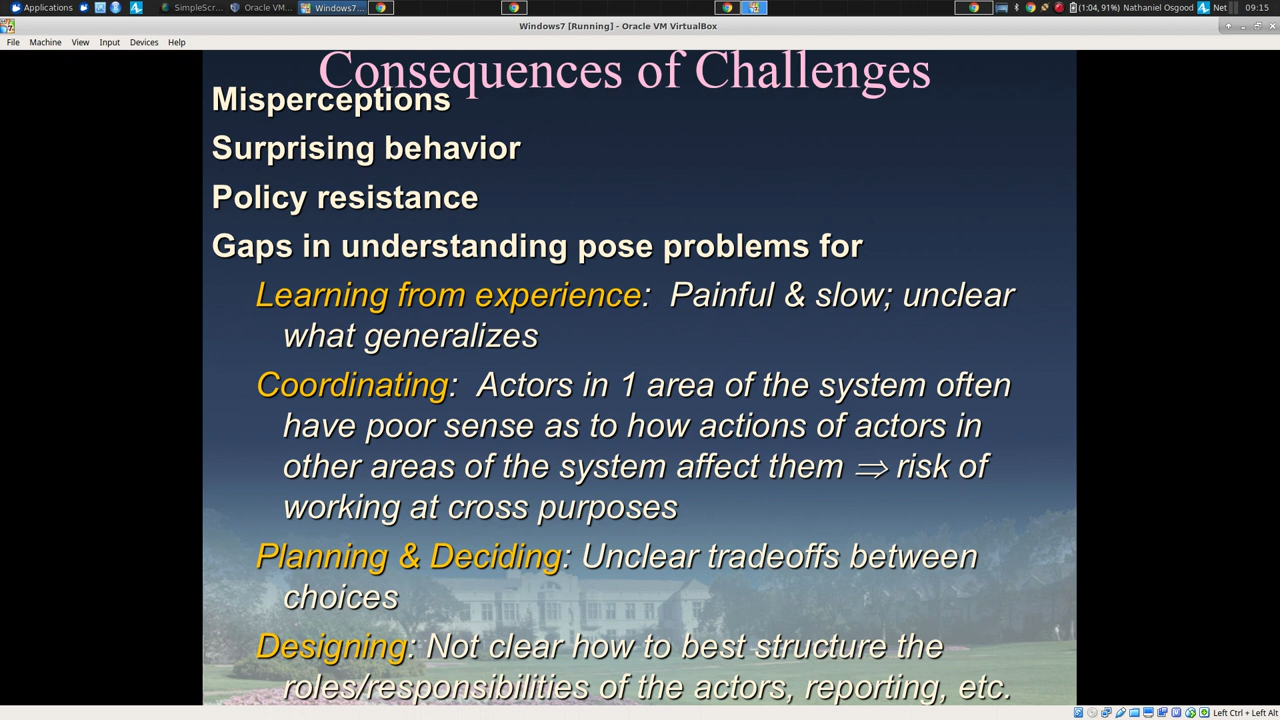 Applications
SimpleScr...
Oracle VM...
Windows7...
(1:04, 91%)
Nathaniel Osgood
Net
09:15
Windows7 [Running] - Oracle VM VirtualBox
File Machine View Input Devices Help
Consequences of Challenges
Misperceptions
Surprising behavior
Policy resistance
Gaps in understanding pose problems for
Learning from experience: Painful & slow; unclear
what generalizes
Coordinating: Actors in 1 area of the system often
have poor sense as to how actions of actors in
other areas of the system affect them ⇒ risk of
working at cross purposes
Planning & Deciding: Unclear tradeoffs between
choices
Designing: Not clear how to best structure the
roles/responsibilities of the actors, reporting, etc.
Left Ctrl + Left Alt